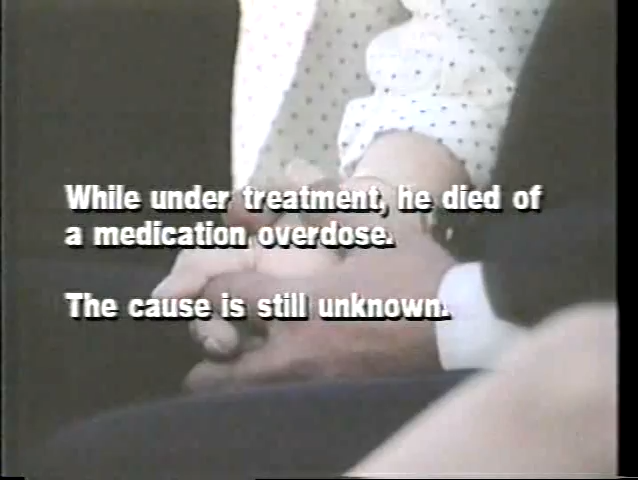 While under treatment, he died of
a medication overdose.
The cause is still unknown.